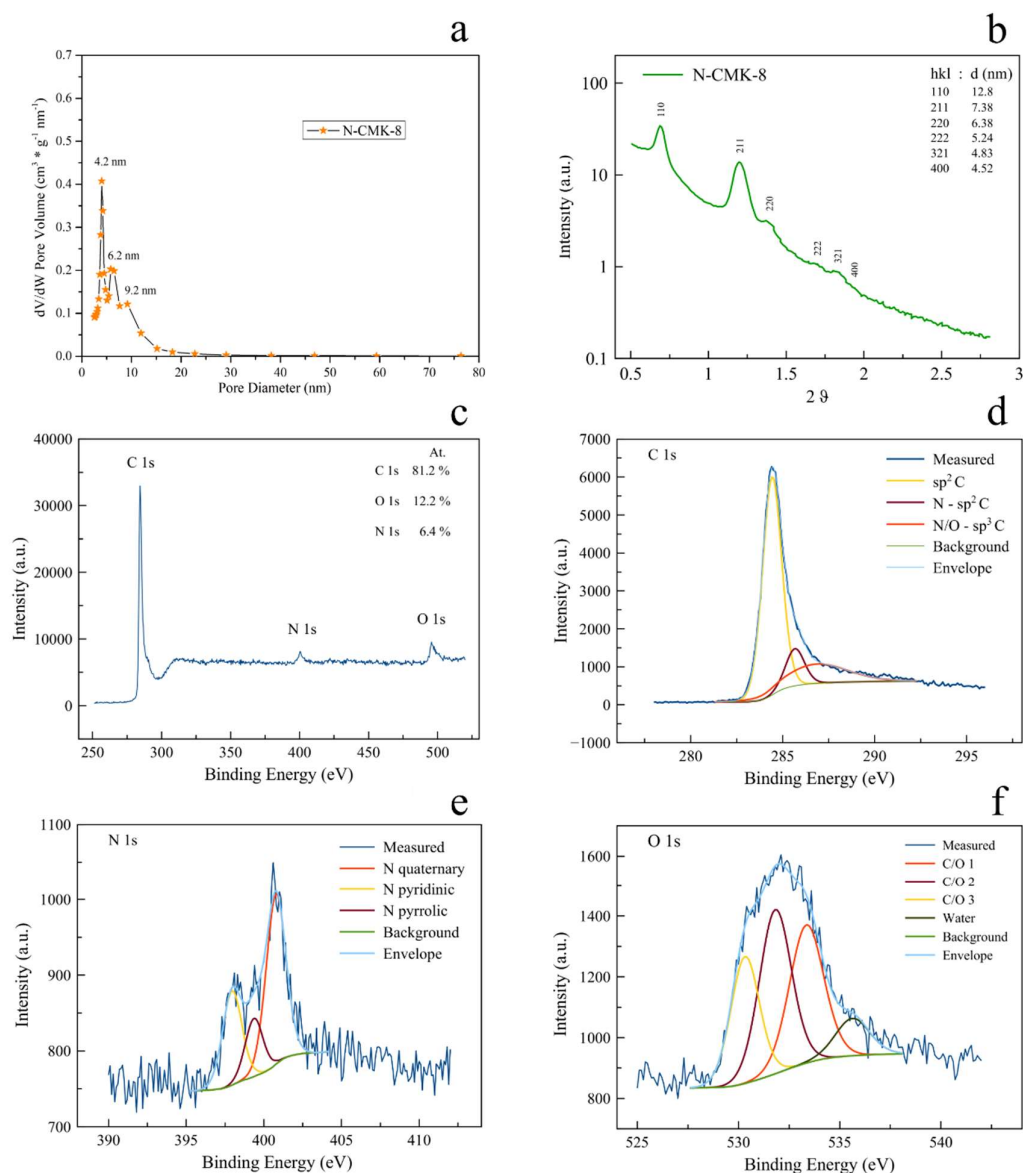 a
0.7
0.6
0.5
0.4
0.3
0.2
0.1
0.0
dV/dW Pore Volume (cm³ * g⁻¹ nm⁻¹)
N-CMK-8
4.2 nm
6.2 nm
9.2 nm
0 10 20 30 40 50 60 70 80
Pore Diameter (nm)
b
100
10
1
0.1
Intensity (a.u.)
N-CMK-8
hkl : d (nm)
110 12.8
211 7.38
220 6.38
222 5.24
321 4.83
400 4.52
110
211
220
222
321
400
0.5 1 1.5 2 2.5 3
2 ϑ
c
40000
30000
20000
10000
0
Intensity (a.u.)
C 1s
N 1s
O 1s
At.
C 1s 81.2 %
O 1s 12.2 %
N 1s 6.4 %
250 300 350 400 450 500
Binding Energy (eV)
d
7000
6000
5000
4000
3000
2000
1000
0
−1000
Intensity (a.u.)
C 1s
Measured
sp² C
N - sp² C
N/O - sp³ C
Background
Envelope
280 285 290 295
Binding Energy (eV)
e
1100
1000
900
800
700
Intensity (a.u.)
N 1s
Measured
N quaternary
N pyridinic
N pyrrolic
Background
Envelope
390 395 400 405 410
Binding Energy (eV)
f
1600
1400
1200
1000
800
Intensity (a.u.)
O 1s
Measured
C/O 1
C/O 2
C/O 3
Water
Background
Envelope
525 530 535 540
Binding Energy (eV)